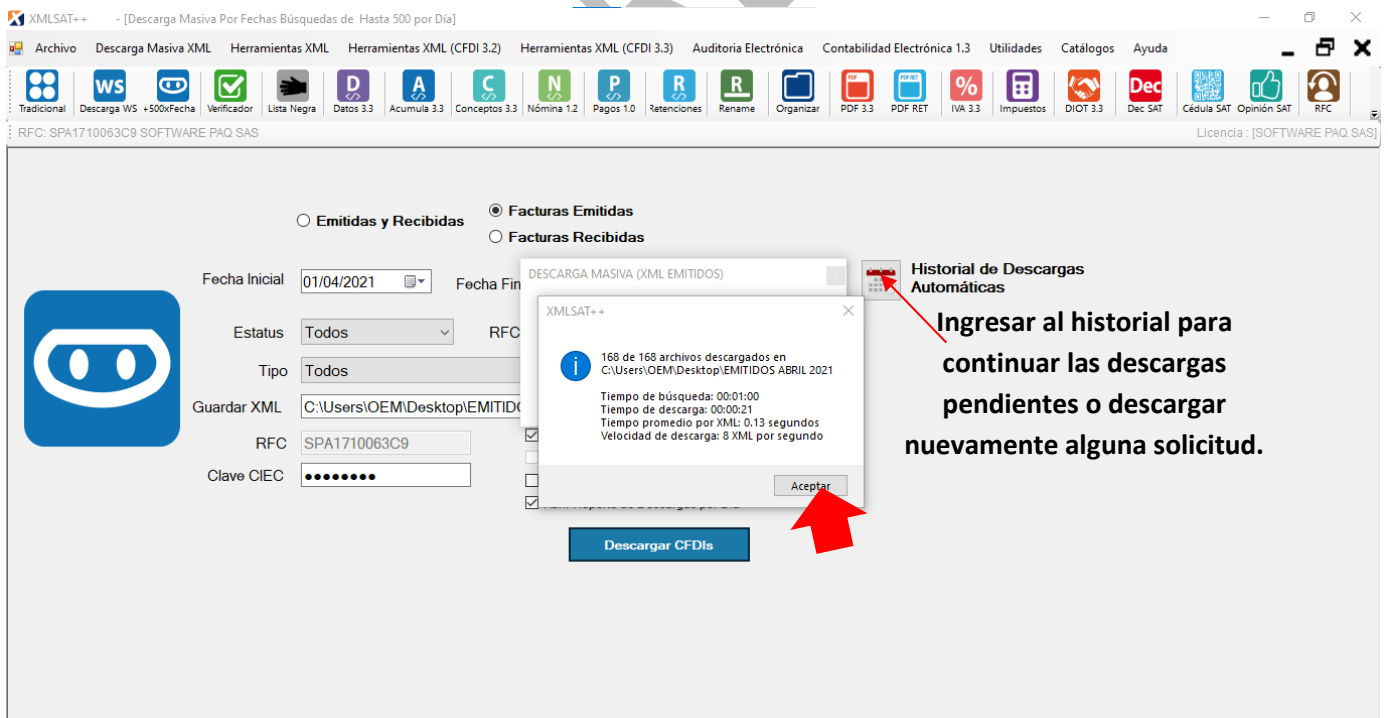 XMLSAT++ - [Descarga Masiva Por Fechas Búsquedas de Hasta 500 por Día]
Archivo Descarga Masiva XML Herramientas XML Herramientas XML (CFDI 3.2) Herramientas XML (CFDI 3.3) Auditoria Electrónica Contabilidad Electrónica 1.3 Utilidades Catálogos Ayuda
WS D A C N P R R PDF PDF RET % Dec
Tradicional Descarga WS +500xFecha Verificador Lista Negra Datos 3.3 Acumula 3.3 Conceptos 3.3 Nómina 1.2 Pagos 1.0 Retenciones Rename Organizar PDF 3.3 PDF RET IVA 3.3 Impuestos DIOT 3.3 Dec SAT Cédula SAT Opinión SAT RFC
RFC: SPA1710063C9 SOFTWARE PAQ SAS Licencia : [SOFTWARE PAQ SAS]
Emitidas y Recibidas
Facturas Emitidas
Facturas Recibidas
Fecha Inicial 01/04/2021 Fecha Fin
DESCARGA MASIVA (XML EMITIDOS)
Historial de Descargas
Automáticas
Ingresar al historial para
continuar las descargas
pendientes o descargar
nuevamente alguna solicitud.
Estatus Todos RFC
Tipo Todos
Guardar XML C:\Users\OEM\Desktop\EMITID
RFC SPA1710063C9
Clave CIEC ●●●●●●●●
XMLSAT++
168 de 168 archivos descargados en
C:\Users\OEM\Desktop\EMITIDOS ABRIL 2021
Tiempo de búsqueda: 00:01:00
Tiempo de descarga: 00:00:21
Tiempo promedio por XML: 0.13 segundos
Velocidad de descarga: 8 XML por segundo
Aceptar
Descargar CFDIs